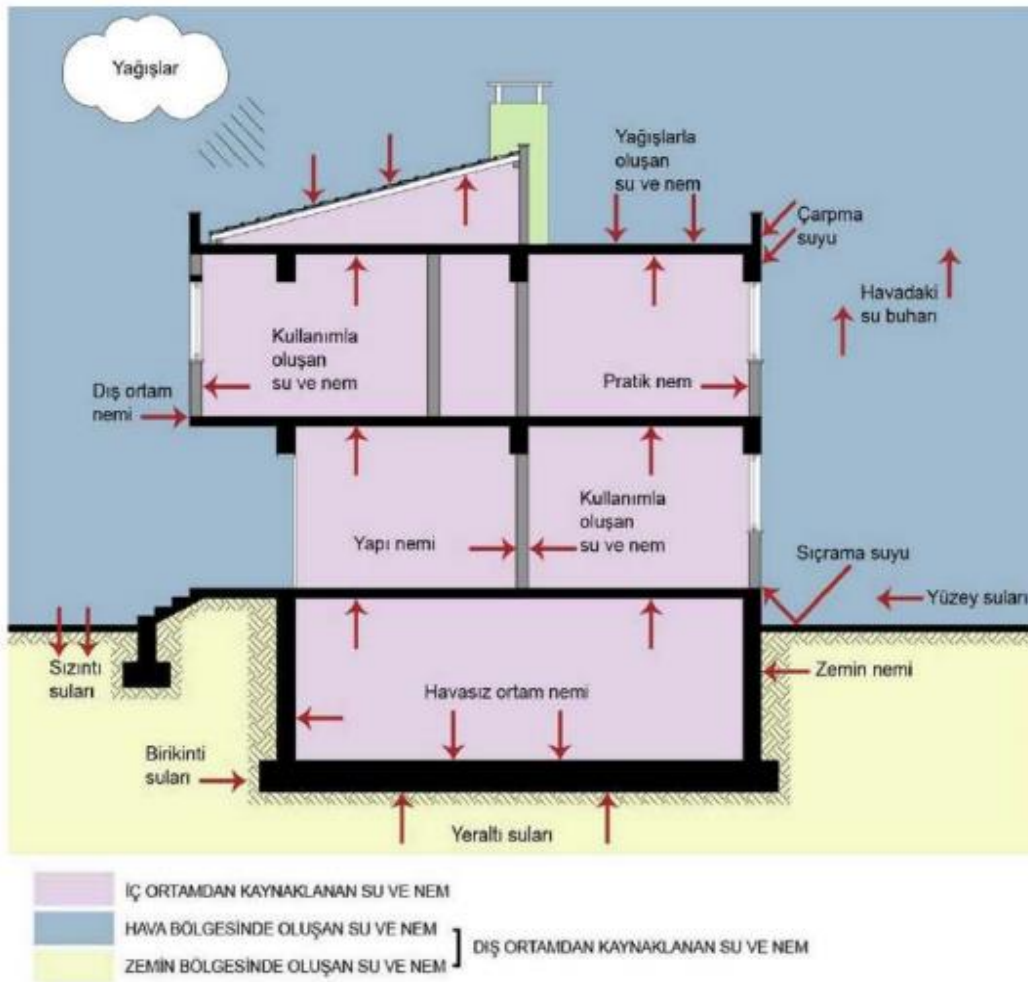 Yağışlar
Yağışlarla
oluşan
su ve nem
Çarpma
suyu
Havadaki
su buharı
Kullanımla
oluşan
su ve nem
Pratik nem
Dış ortam
nemi
Kullanımla
oluşan
su ve nem
Yapı nemi
Sıçrama suyu
Yüzey suları
Sızıntı
suları
Zemin nemi
Havasız ortam nemi
Birikinti
suları
Yeraltı suları
İÇ ORTAMDAN KAYNAKLANAN SU VE NEM
HAVA BÖLGESİNDE OLUŞAN SU VE NEM
DIŞ ORTAMDAN KAYNAKLANAN SU VE NEM
ZEMİN BÖLGESİNDE OLUŞAN SU VE NEM